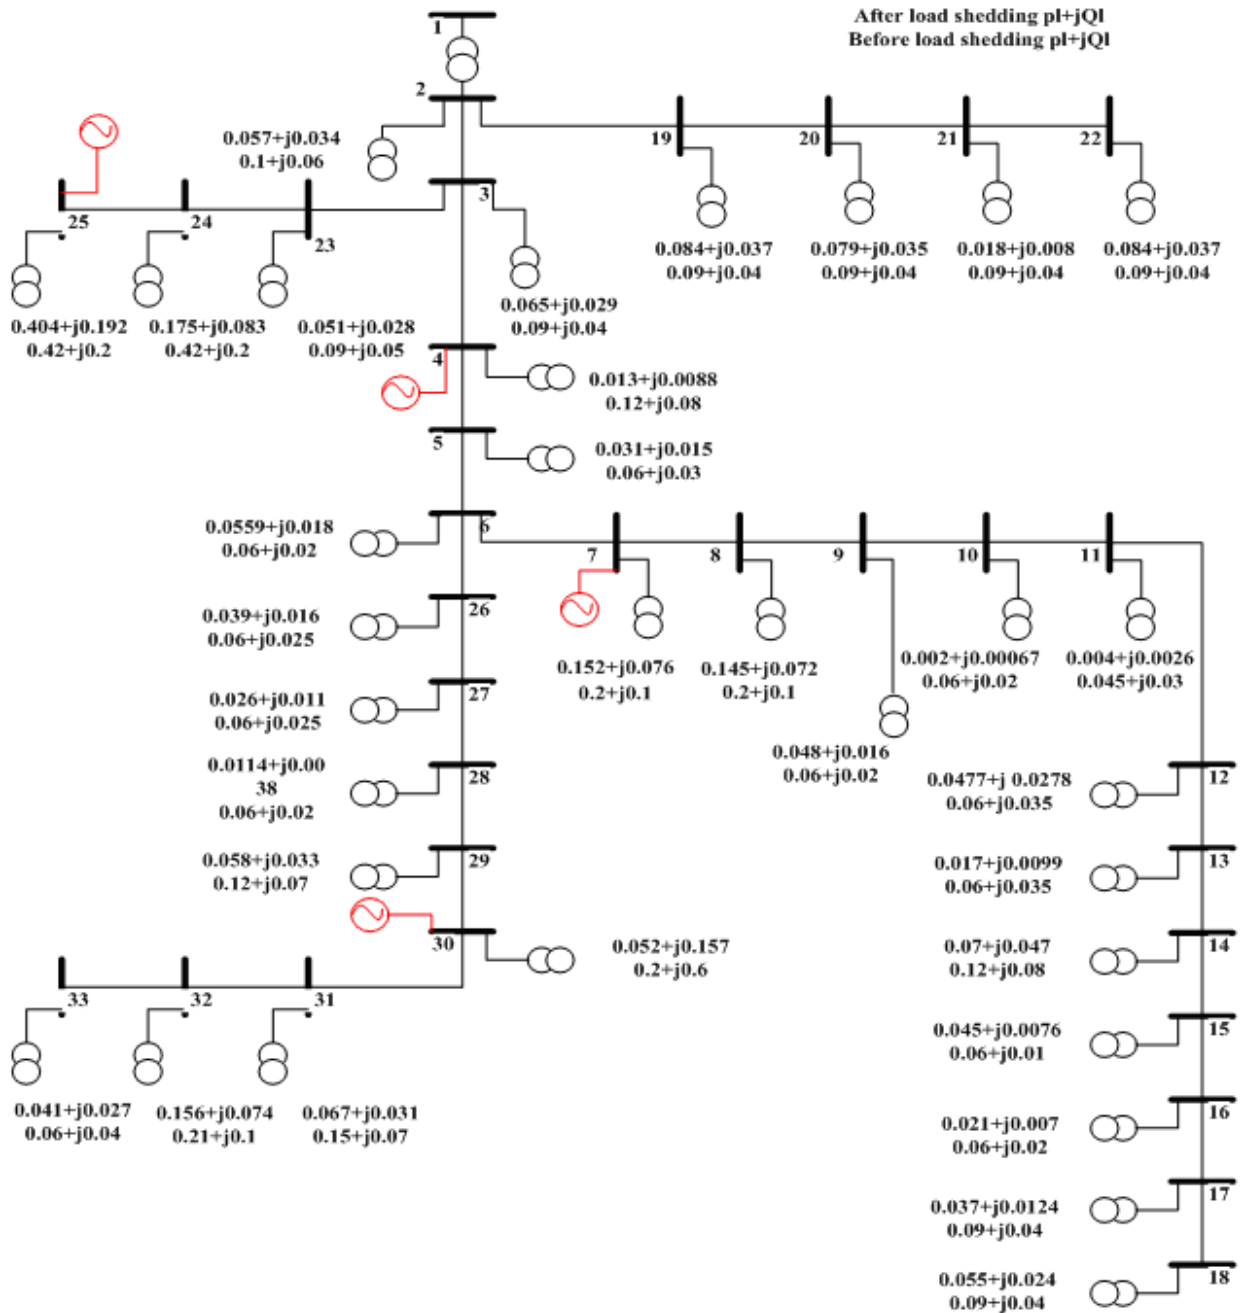 After load shedding pl+jQl
Before load shedding pl+jQl
1
2
0.057+j0.034
0.1+j0.06
19
20
21
22
3
25
24
23
0.084+j0.037
0.09+j0.04
0.079+j0.035
0.09+j0.04
0.018+j0.008
0.09+j0.04
0.084+j0.037
0.09+j0.04
0.065+j0.029
0.09+j0.04
0.404+j0.192
0.42+j0.2
0.175+j0.083
0.42+j0.2
0.051+j0.028
0.09+j0.05
4
0.013+j0.0088
0.12+j0.08
5
0.031+j0.015
0.06+j0.03
0.0559+j0.018
0.06+j0.02
6
7
8
9
10
11
0.039+j0.016
0.06+j0.025
26
0.152+j0.076
0.2+j0.1
0.145+j0.072
0.2+j0.1
0.002+j0.00067
0.06+j0.02
0.004+j0.0026
0.045+j0.03
0.026+j0.011
0.06+j0.025
27
0.048+j0.016
0.06+j0.02
0.0114+j0.00
38
0.06+j0.02
28
0.0477+j 0.0278
0.06+j0.035
12
0.058+j0.033
0.12+j0.07
29
0.017+j0.0099
0.06+j0.035
13
30
0.052+j0.157
0.2+j0.6
0.07+j0.047
0.12+j0.08
14
33
32
31
0.045+j0.0076
0.06+j0.01
15
0.041+j0.027
0.06+j0.04
0.156+j0.074
0.21+j0.1
0.067+j0.031
0.15+j0.07
0.021+j0.007
0.06+j0.02
16
0.037+j0.0124
0.09+j0.04
17
0.055+j0.024
0.09+j0.04
18